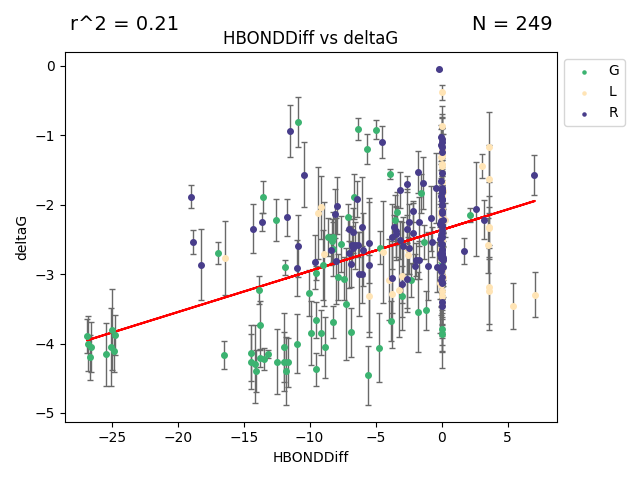 r^2 = 0.21
N = 249
HBONDDiff vs deltaG
G
L
R
0
−1
−2
−3
−4
−5
deltaG
−25
−20
−15
−10
−5
0
5
HBONDDiff